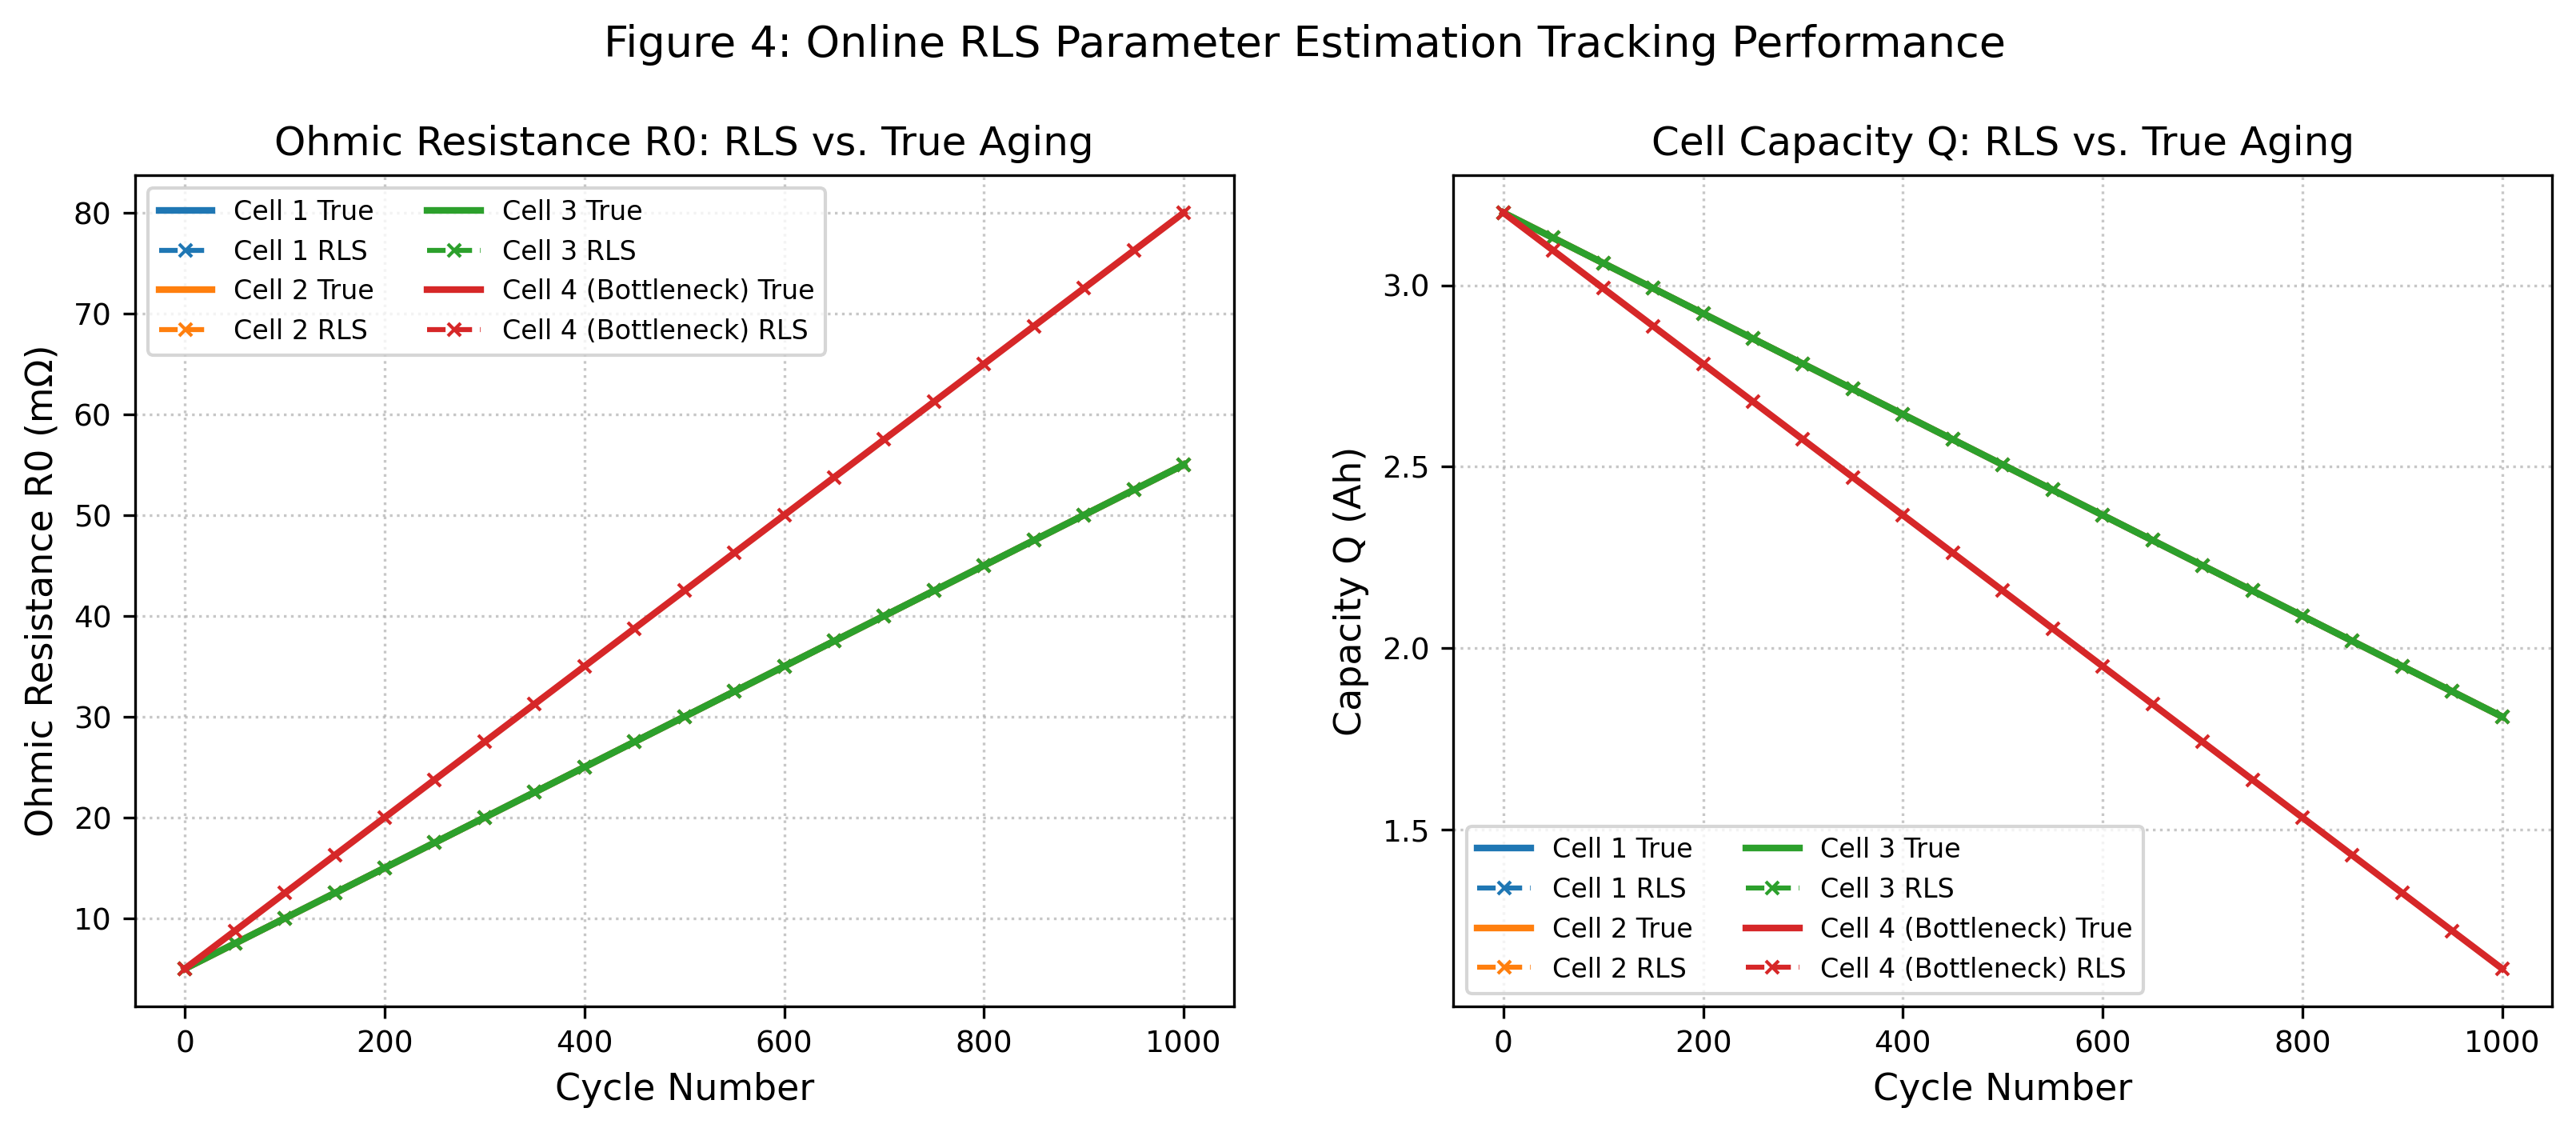 Figure 4: Online RLS Parameter Estimation Tracking Performance
Ohmic Resistance R0: RLS vs. True Aging
Ohmic Resistance R0 (mΩ)
80
70
60
50
40
30
20
10
Cell 1 True
Cell 1 RLS
Cell 2 True
Cell 2 RLS
Cell 3 True
Cell 3 RLS
Cell 4 (Bottleneck) True
Cell 4 (Bottleneck) RLS
0 200 400 600 800 1000
Cycle Number
Cell Capacity Q: RLS vs. True Aging
Capacity Q (Ah)
3.0
2.5
2.0
1.5
Cell 1 True
Cell 1 RLS
Cell 2 True
Cell 2 RLS
Cell 3 True
Cell 3 RLS
Cell 4 (Bottleneck) True
Cell 4 (Bottleneck) RLS
0 200 400 600 800 1000
Cycle Number